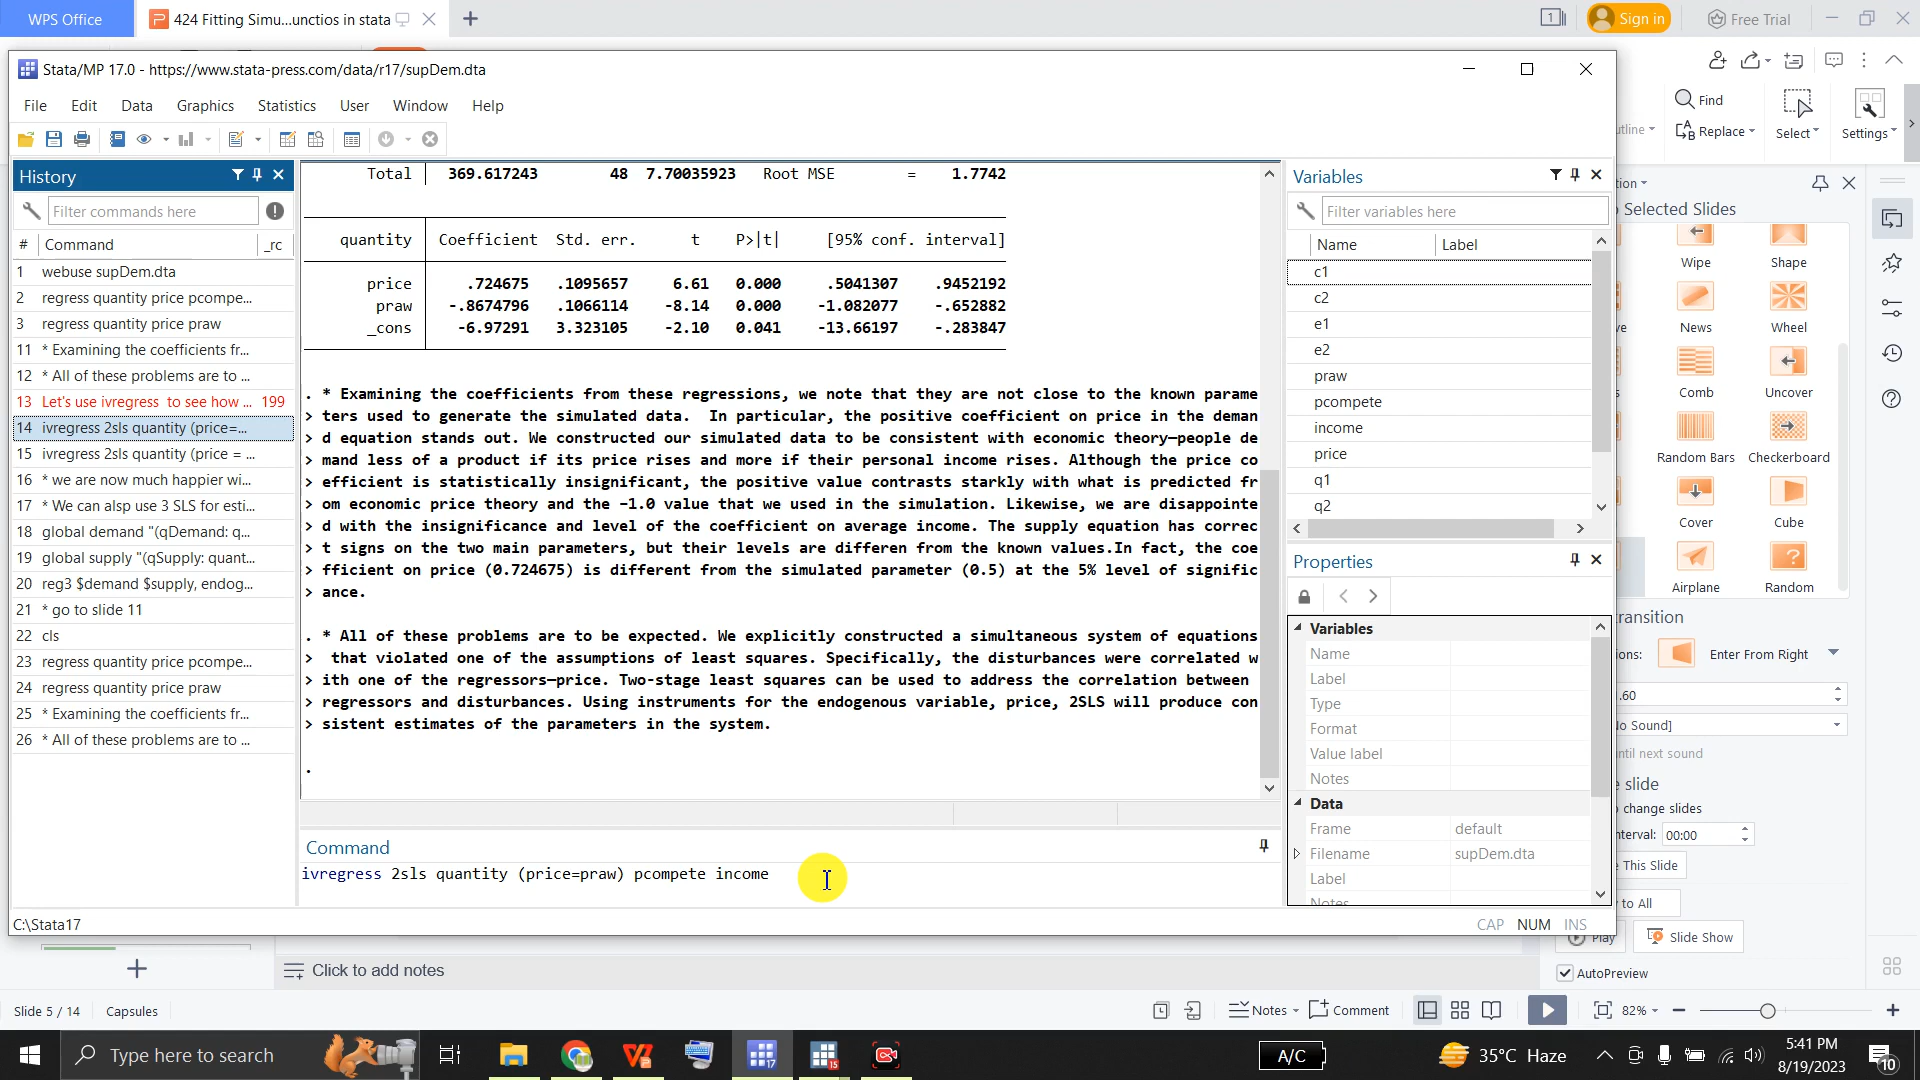 WPS Office
424 Fitting Simu...unctios in stata
Sign in
Free Trial
Stata/MP 17.0 - https://www.stata-press.com/data/r17/supDem.dta
File Edit Data Graphics Statistics User Window Help
Find
Replace
Select
Settings
History
Filter commands here
# Command _rc
1 webuse supDem.dta
2 regress quantity price pcompe...
3 regress quantity price praw
11 * Examining the coefficients fr...
12 * All of these problems are to ...
13 Let's use ivregress to see how ... 199
14 ivregress 2sls quantity (price=...
15 ivregress 2sls quantity (price = ...
16 * we are now much happier wi...
17 * We can alsp use 3 SLS for esti...
18 global demand "(qDemand: q...
19 global supply "(qSupply: quant...
20 reg3 $demand $supply, endog...
21 * go to slide 11
22 cls
23 regress quantity price pcompe...
24 regress quantity price praw
25 * Examining the coefficients fr...
26 * All of these problems are to ...
Total 369.617243 48 7.70035923 Root MSE = 1.7742
quantity Coefficient Std. err. t P>|t| [95% conf. interval]
price .724675 .1095657 6.61 0.000 .5041307 .9452192
praw -.8674796 .1066114 -8.14 0.000 -1.082077 -.652882
_cons -6.97291 3.323105 -2.10 0.041 -13.66197 -.283847
. * Examining the coefficients from these regressions, we note that they are not close to the known parame
> ters used to generate the simulated data.  In particular, the positive coefficient on price in the deman
> d equation stands out. We constructed our simulated data to be consistent with economic theory—people de
> mand less of a product if its price rises and more if their personal income rises. Although the price co
> efficient is statistically insignificant, the positive value contrasts starkly with what is predicted fr
> om economic price theory and the -1.0 value that we used in the simulation. Likewise, we are disappointe
> d with the insignificance and level of the coefficient on average income. The supply equation has correc
> t signs on the two main parameters, but their levels are differen from the known values.In fact, the coe
> fficient on price (0.724675) is different from the simulated parameter (0.5) at the 5% level of signific
> ance.
. * All of these problems are to be expected. We explicitly constructed a simultaneous system of equations
>  that violated one of the assumptions of least squares. Specifically, the disturbances were correlated w
> ith one of the regressors—price. Two-stage least squares can be used to address the correlation between
> regressors and disturbances. Using instruments for the endogenous variable, price, 2SLS will produce con
> sistent estimates of the parameters in the system.
.
Command
ivregress 2sls quantity (price=praw) pcompete income
C:\Stata17
CAP NUM INS
Variables
Filter variables here
Name Label
c1
c2
e1
e2
praw
pcompete
income
price
q1
q2
Properties
Variables
Name
Label
Type
Format
Value label
Notes
Data
Frame default
Filename supDem.dta
Label
Notes
Selected Slides
Wipe Shape
News Wheel
Comb Uncover
Random Bars Checkerboard
Cover Cube
Airplane Random
Enter From Right
.60
No Sound]
ntil next sound
slide
change slides
00:00
This Slide
to All
Play
Slide Show
AutoPreview
Click to add notes
Slide 5 / 14 Capsules
Notes
Comment
82%
Type here to search
A/C
35°C Haze
5:41 PM
8/19/2023
10